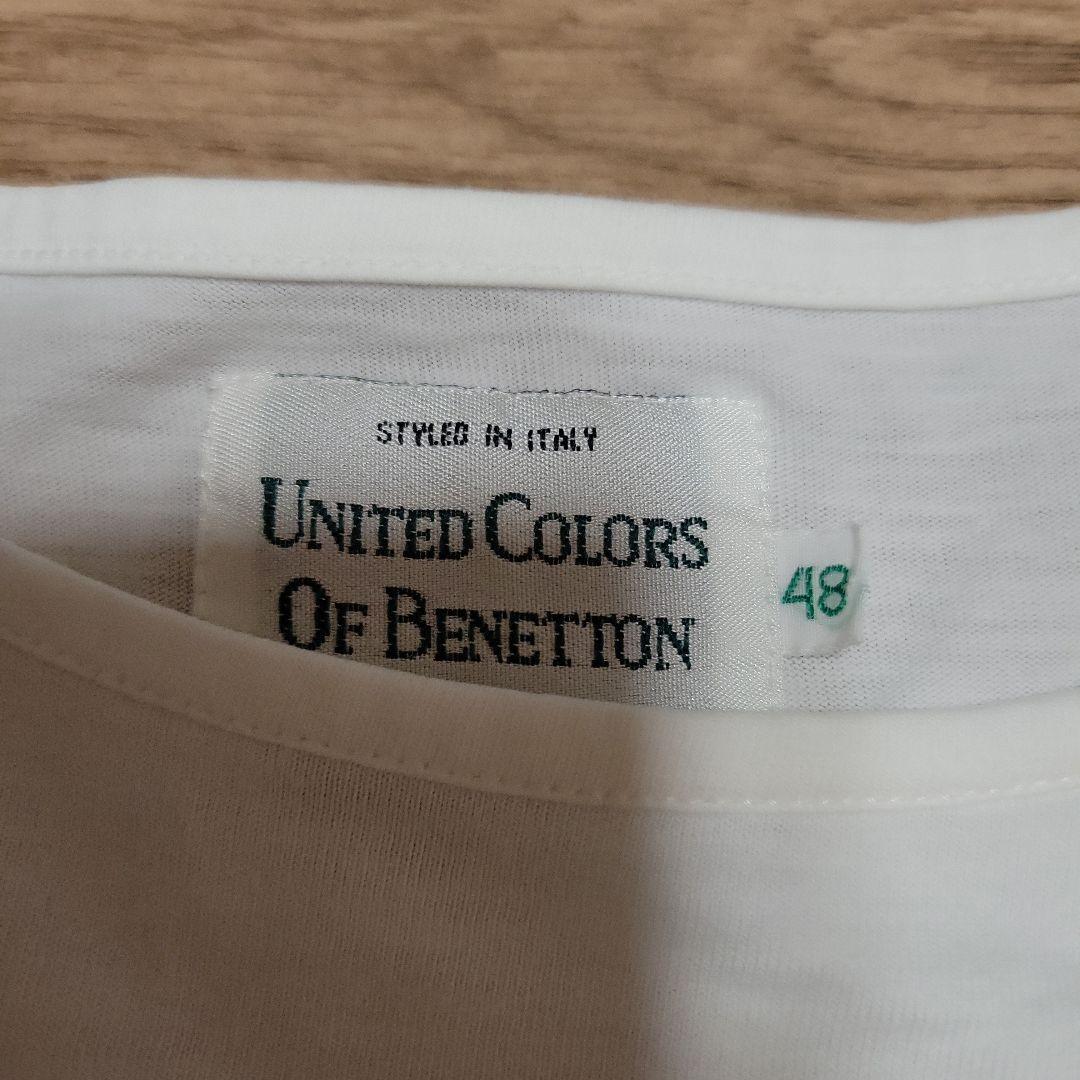 STYLED IN ITALY
UNITED COLORS
OF BENETTON
48